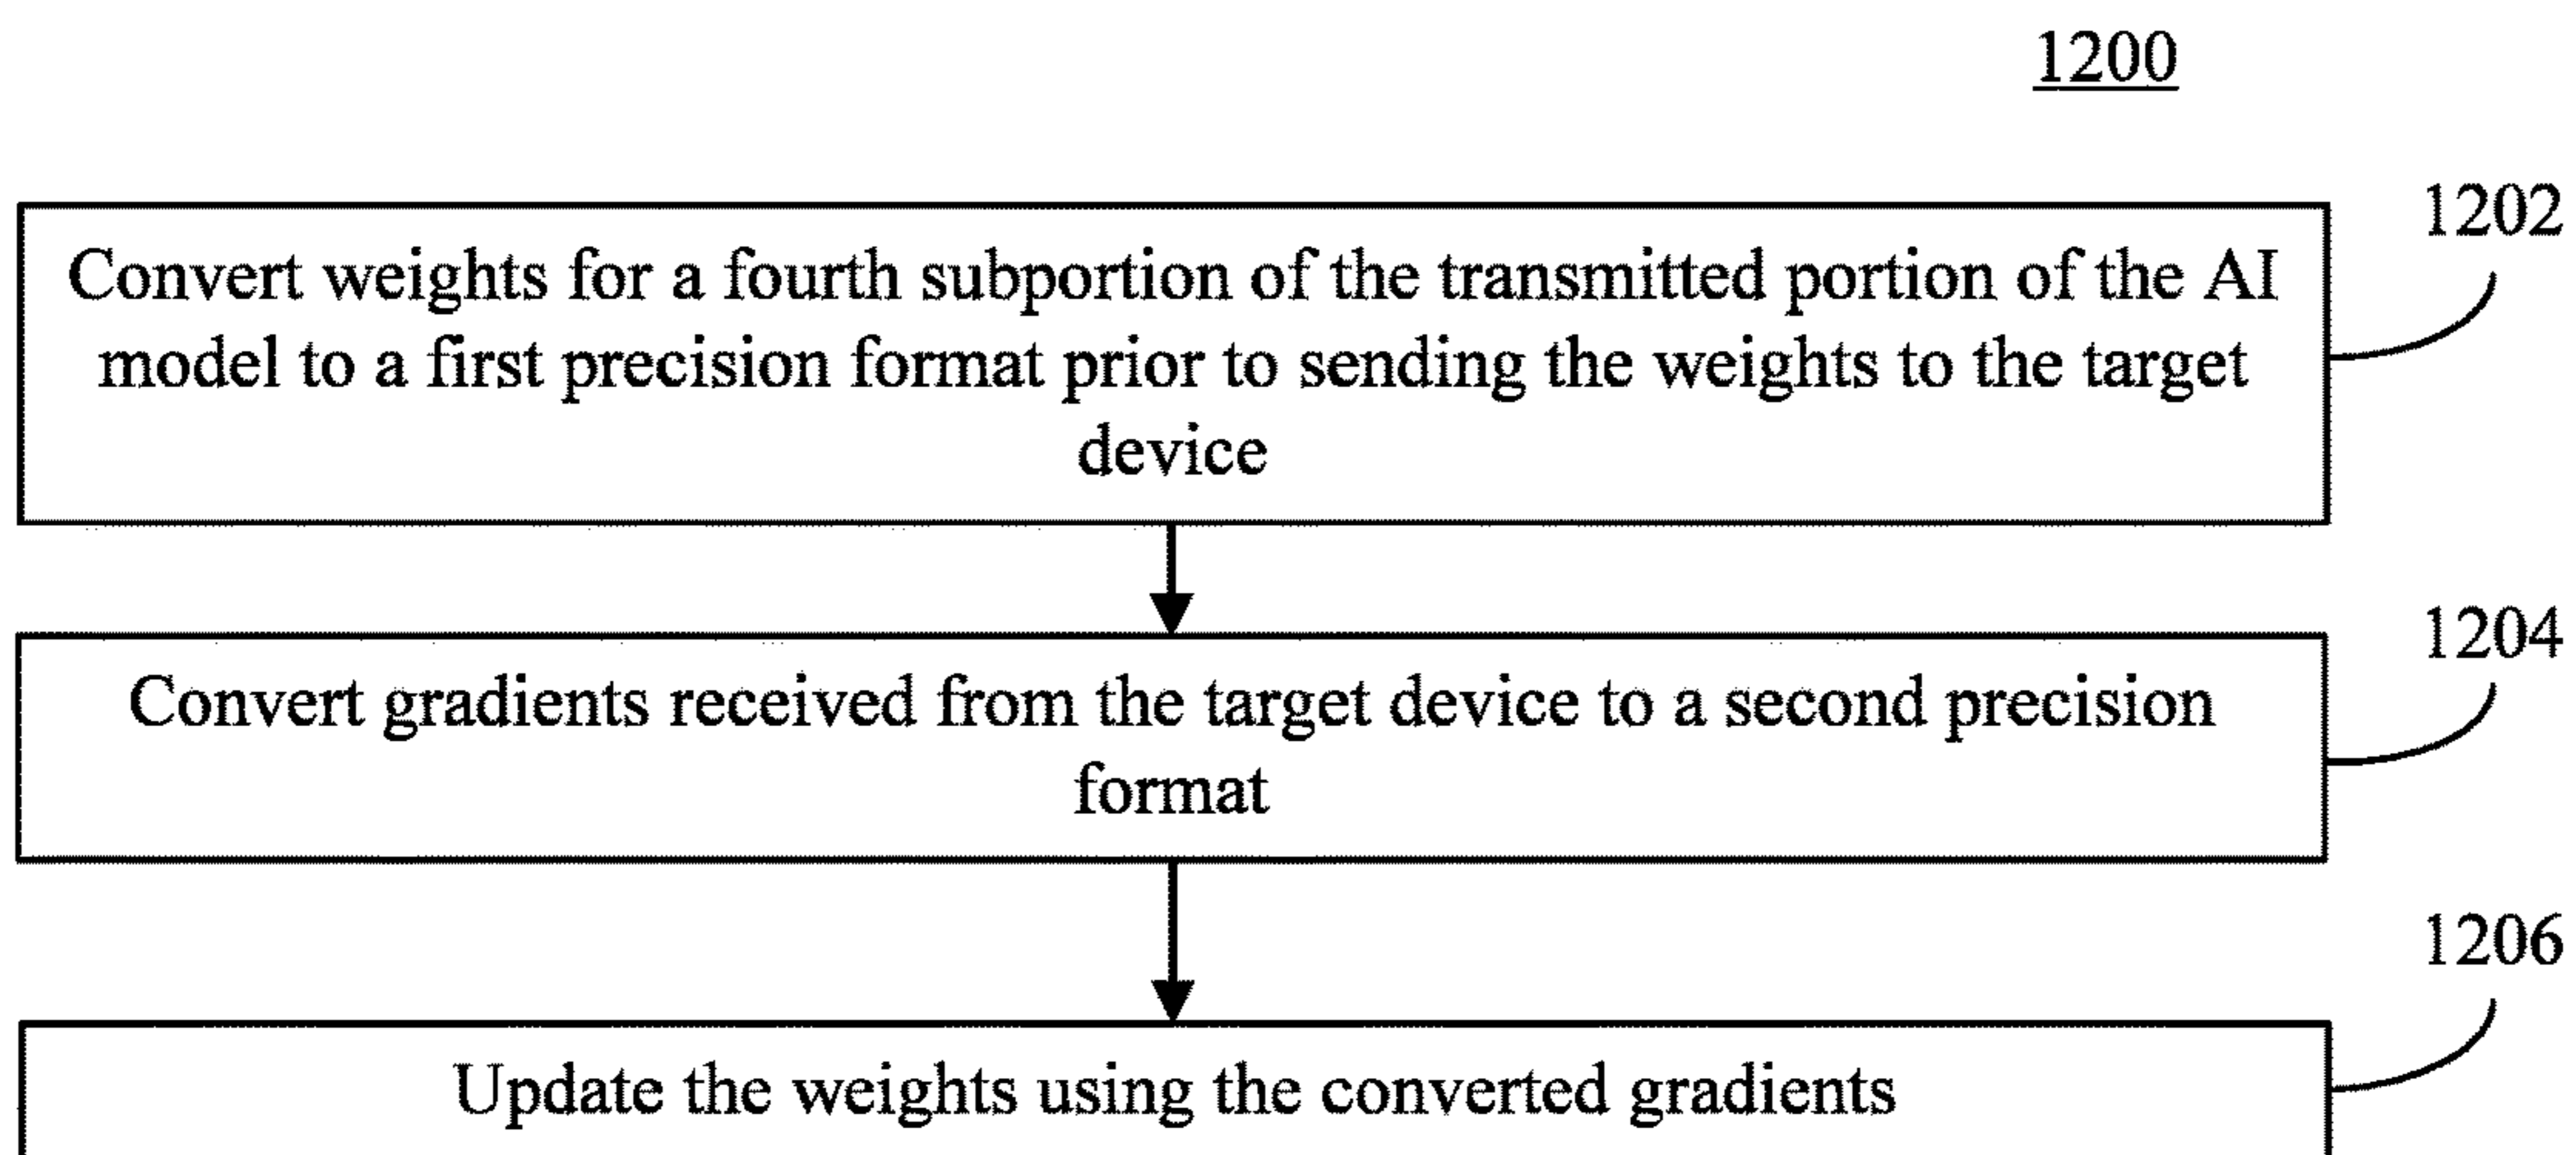 1200
1202
Convert weights for a fourth subportion of the transmitted portion of the AI
model to a first precision format prior to sending the weights to the target
device
1204
Convert gradients received from the target device to a second precision
format
1206
Update the weights using the converted gradients